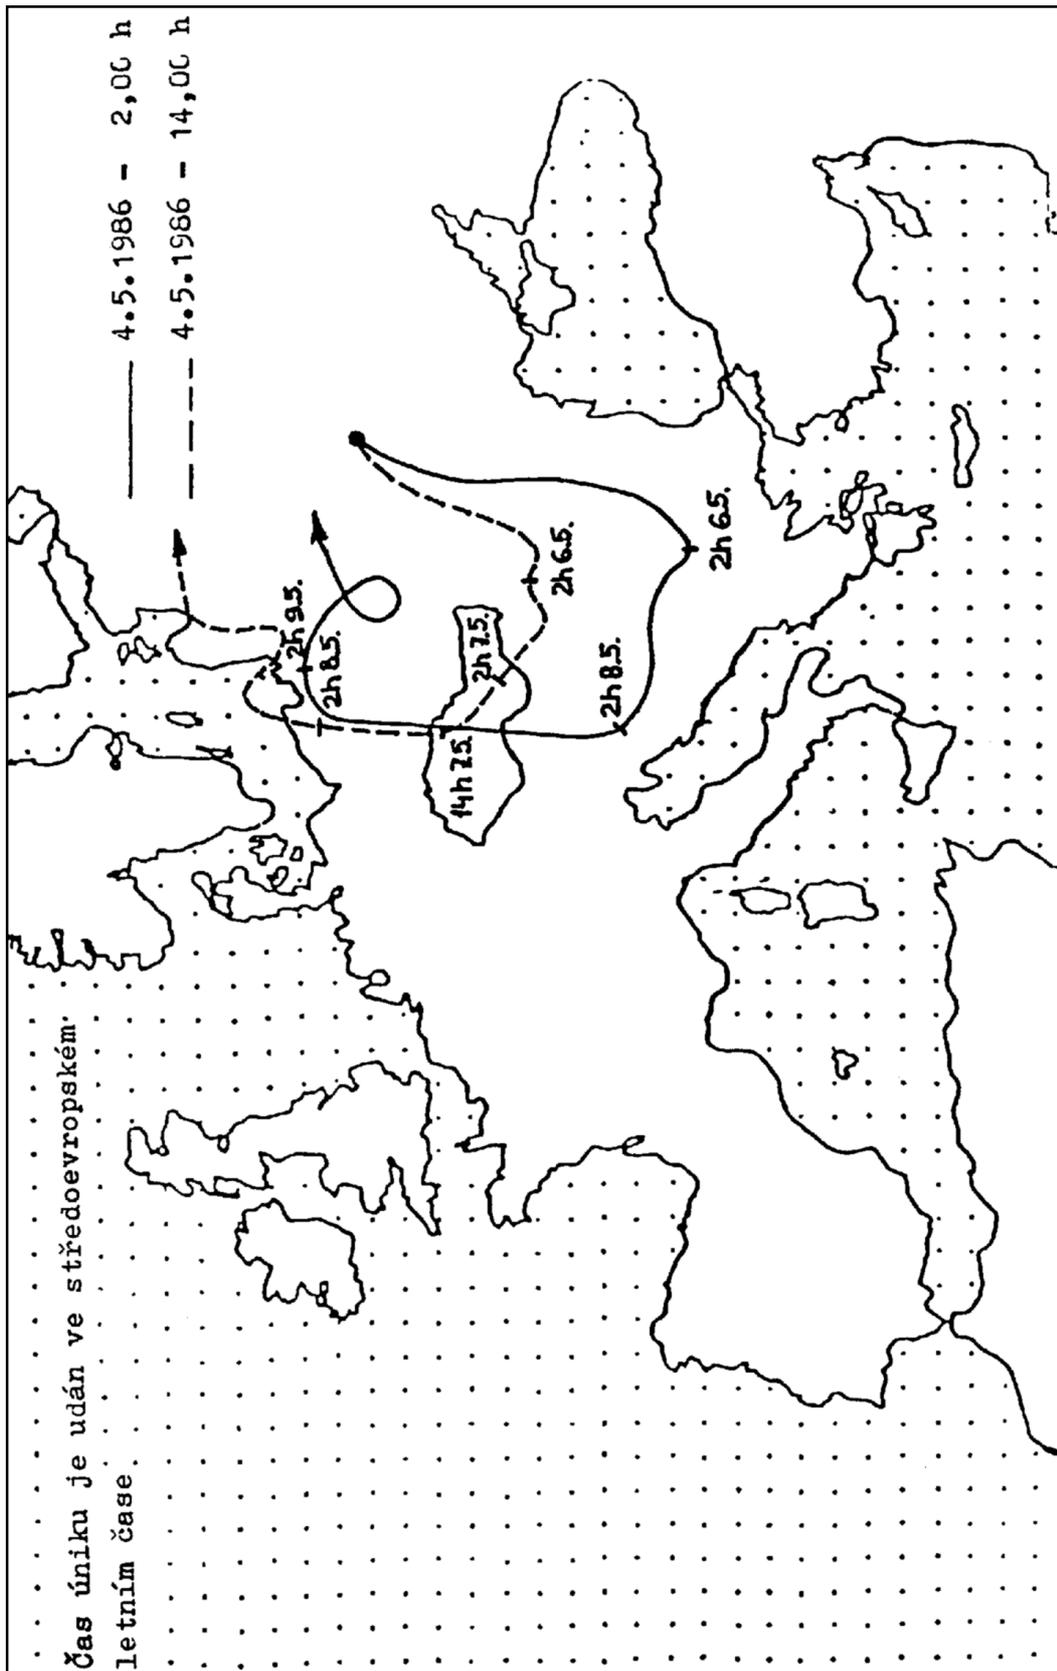 Čas úniku je udán ve středoevropském
letním čase
4.5.1986 - 2,00 h
4.5.1986 - 14,00 h
2h 9.5.
2h 8.5.
14h 7.5.
2h 7.5.
2h 6.5.
2h 8.5.
2h 6.5.